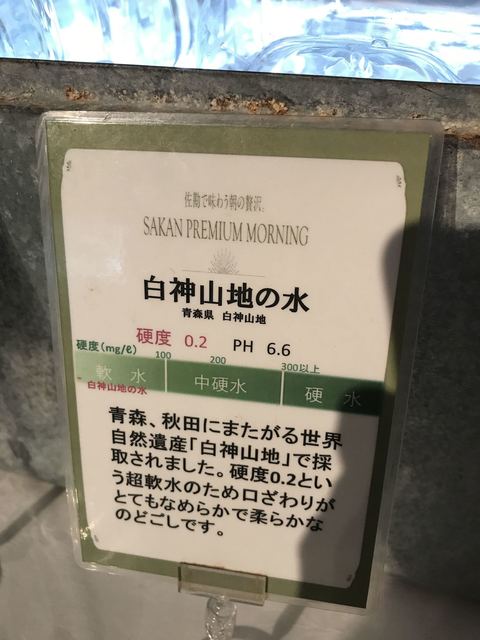 佐勘で味わう朝の贅沢。
SAKAN PREMIUM MORNING
白神山地の水
青森県 白神山地
硬度 0.2 PH 6.6
硬度(mg/ℓ) 100 200 300以上
軟 水 中硬水 硬 水
白神山地の水
青森、秋田にまたがる世界
自然遺産「白神山地」で採
取されました。硬度0.2とい
う超軟水のため口ざわりが
とてもなめらかで柔らかな
のどごしです。